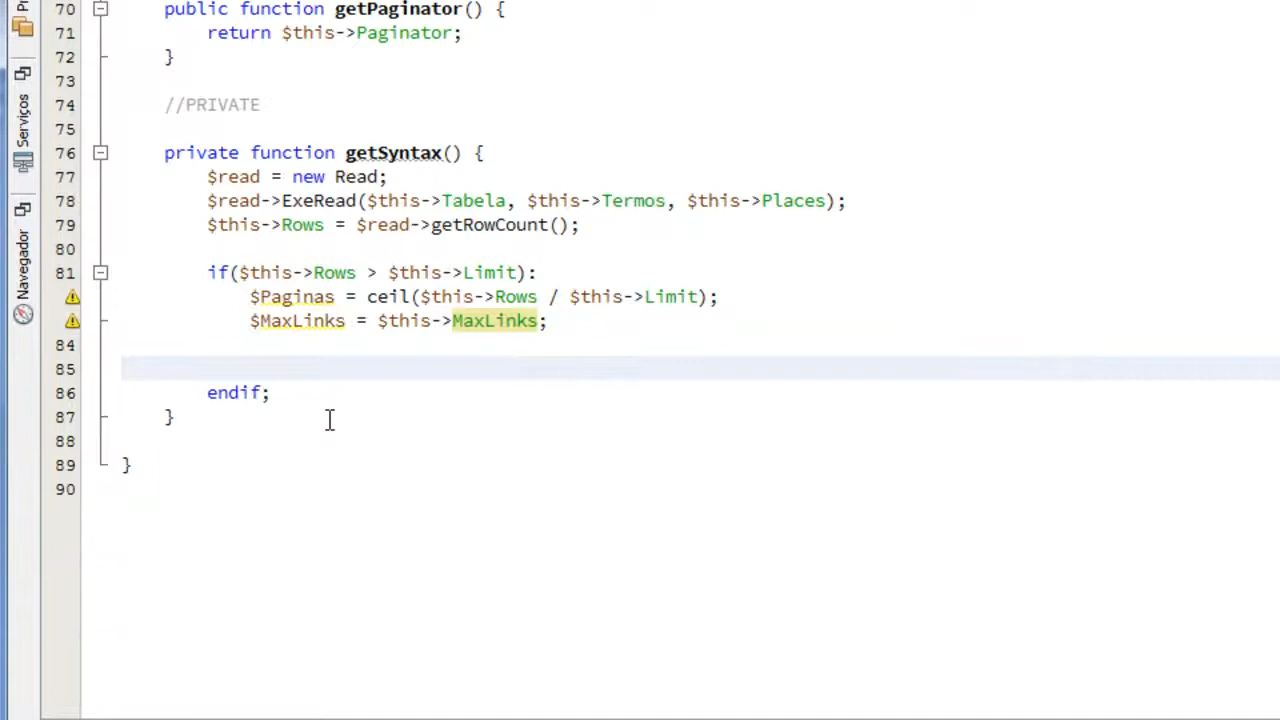 Serviços
Navegador
70 public function getPaginator() {
71 return $this->Paginator;
72 }
73
74 //PRIVATE
75
76 private function getSyntax() {
77 $read = new Read;
78 $read->ExeRead($this->Tabela, $this->Termos, $this->Places);
79 $this->Rows = $read->getRowCount();
80
81 if($this->Rows > $this->Limit):
$Paginas = ceil($this->Rows / $this->Limit);
$MaxLinks = $this->MaxLinks;
84
85
86 endif;
87 }
88
89 }
90